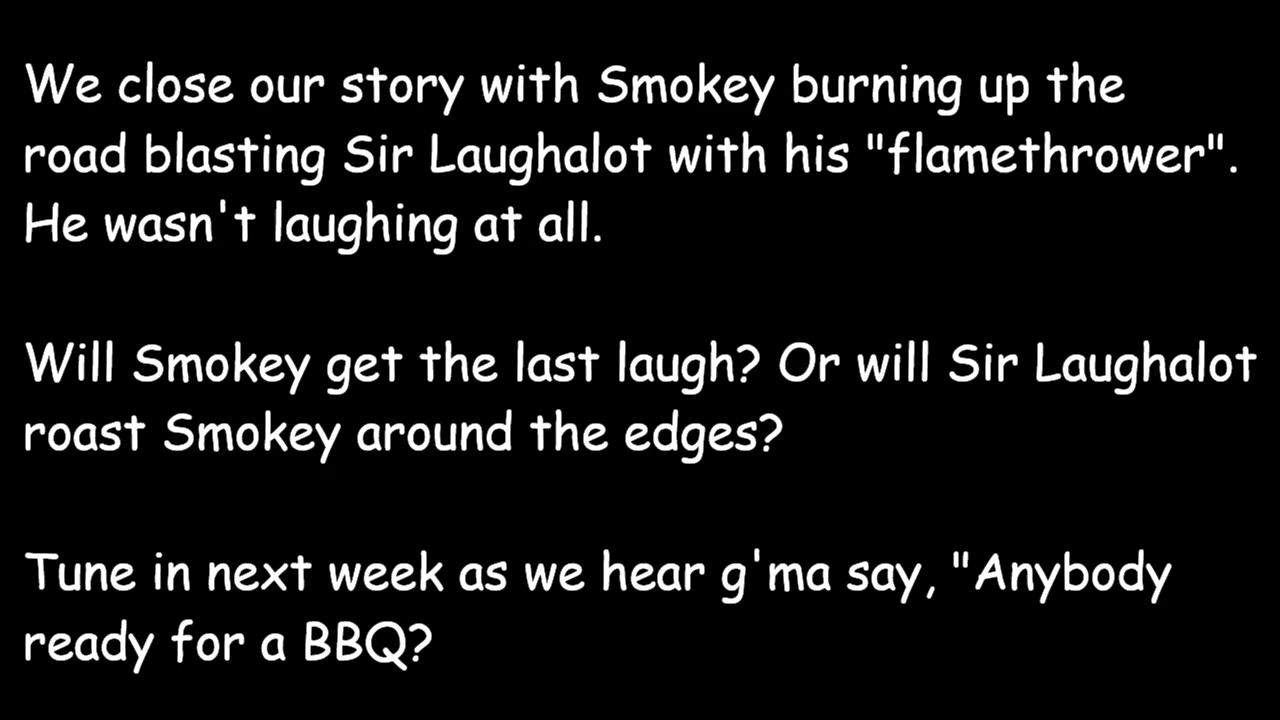 We close our story with Smokey burning up the
road blasting Sir Laughalot with his "flamethrower".
He wasn't laughing at all.
Will Smokey get the last laugh? Or will Sir Laughalot
roast Smokey around the edges?
Tune in next week as we hear g'ma say, "Anybody
ready for a BBQ?